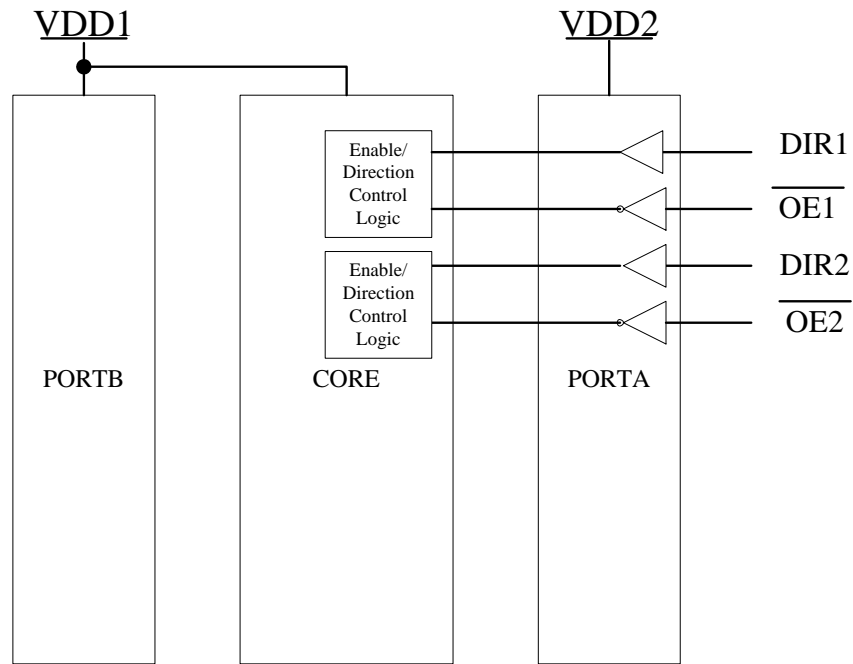 VDD1
VDD2
Enable/
Direction
Control
Logic
DIR1
OE1
Enable/
Direction
Control
Logic
DIR2
OE2
PORTB
CORE
PORTA